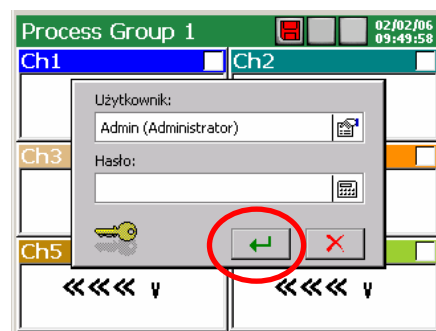 Process Group 1 02/02/06
09:49:58
Ch1 Ch2
Użytkownik:
Admin (Administrator)
Ch3
Hasło:
Ch5
<<<< v <<<< v